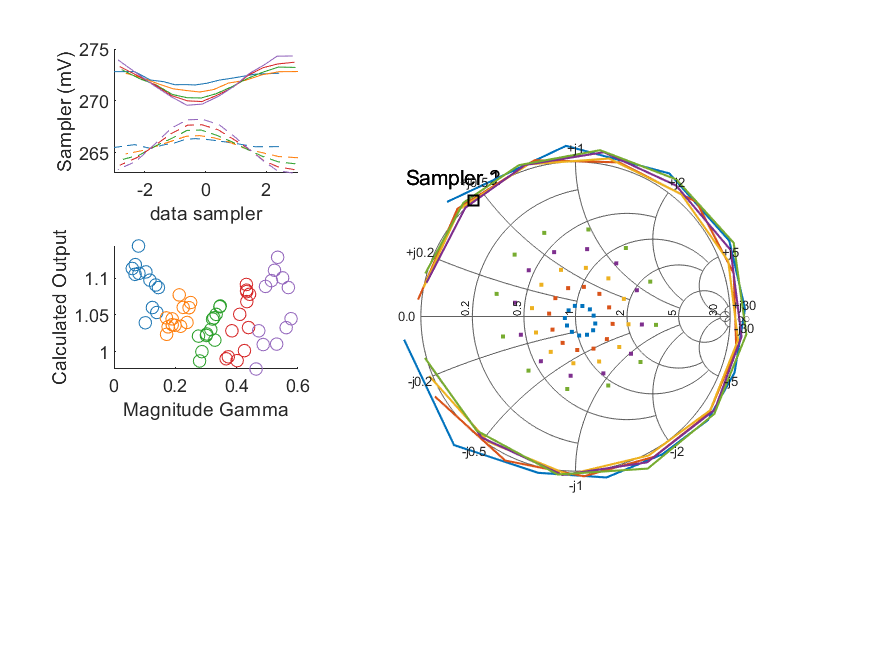 275
270
265
Sampler (mV)
-2
0
2
data sampler
1.1
1.05
1
Calculated Output
0
0.2
0.4
0.6
Magnitude Gamma
+j1
Sampler
+j2
+j0.2
+j5
0.2
0.5
1
2
5
30
+j30
0.0
-j30
-j0.2
-j5
-j0.5
-j2
-j1